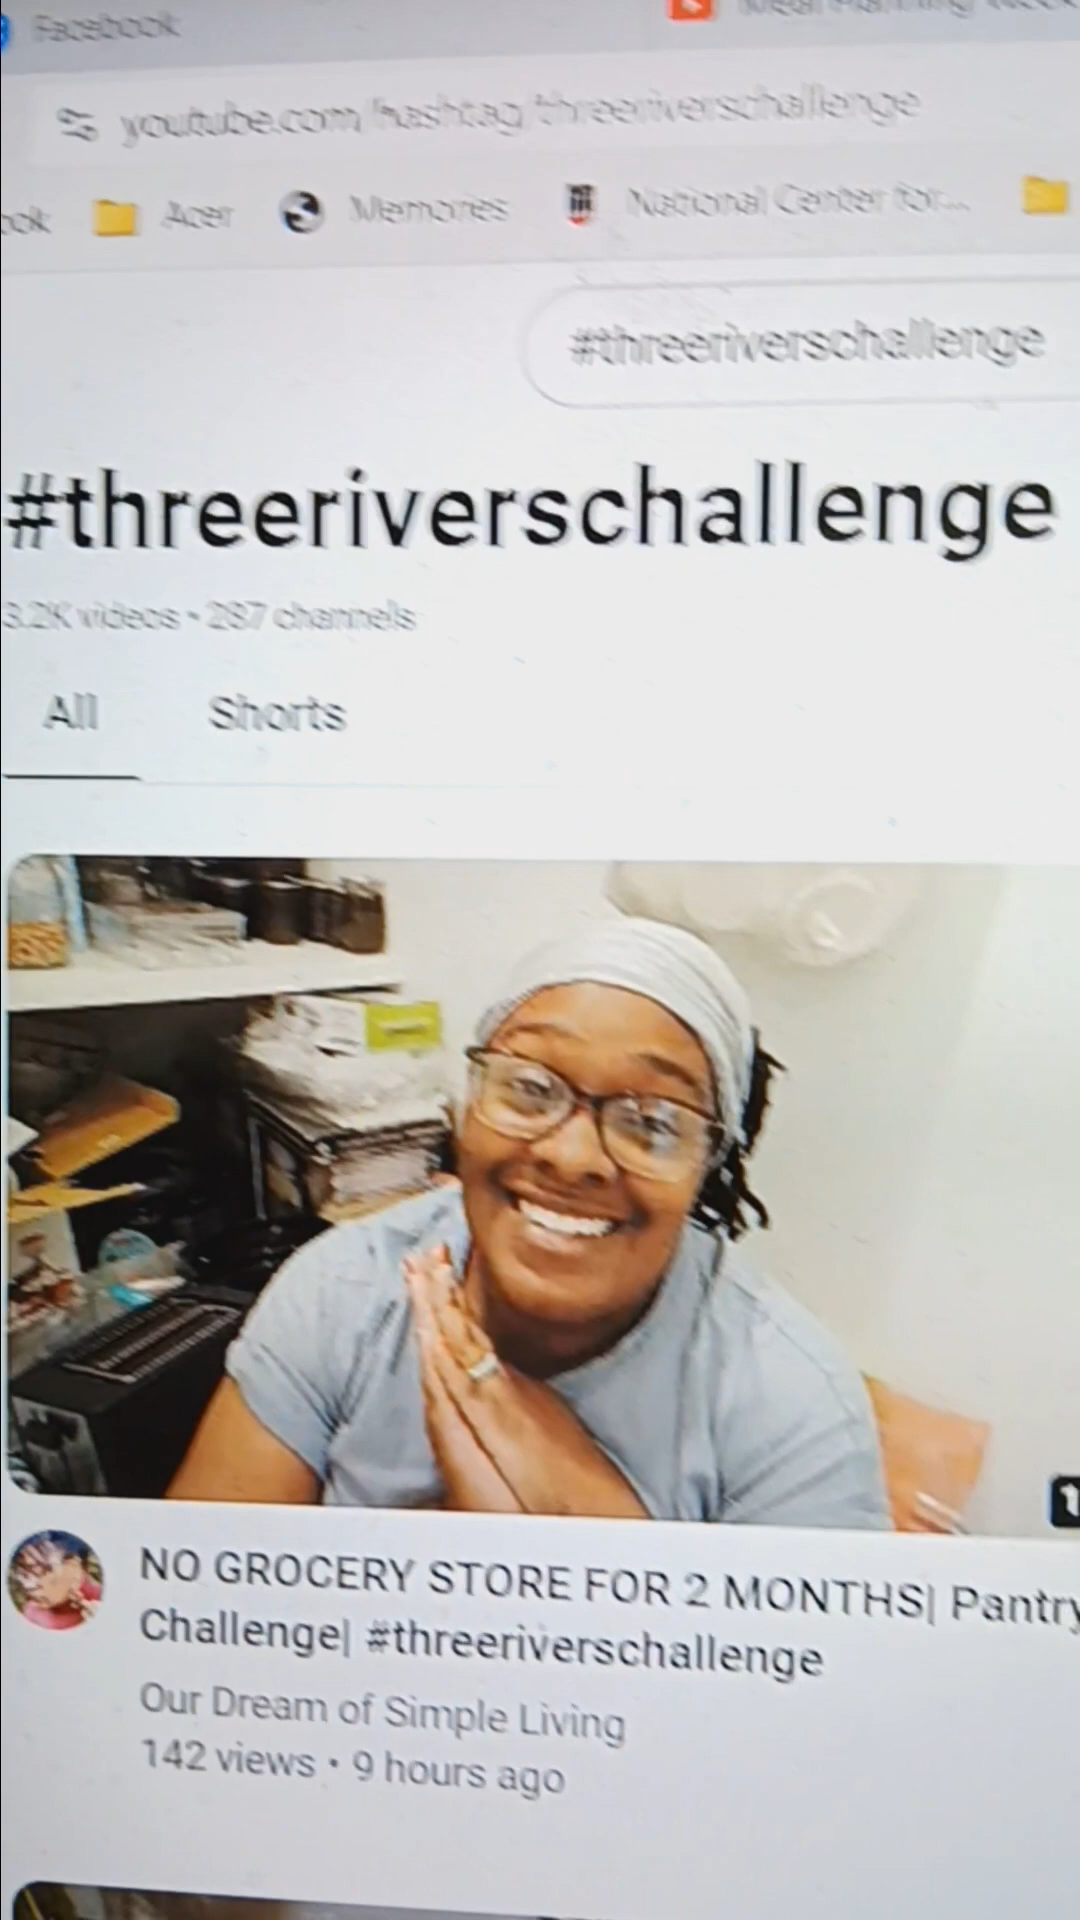 Facebook
youtube.com/hashtag/threeriverschallenge
ook Acer Memories National Center for...
#threeriverschallenge
#threeriverschallenge
3.2K videos • 287 channels
All Shorts
NO GROCERY STORE FOR 2 MONTHS| Pantry
Challenge| #threeriverschallenge
Our Dream of Simple Living
142 views • 9 hours ago